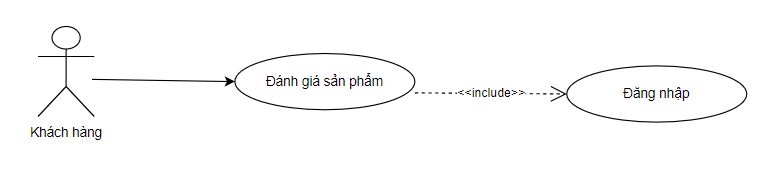 Đánh giá sản phẩm
<<include>>
Đăng nhập
Khách hàng